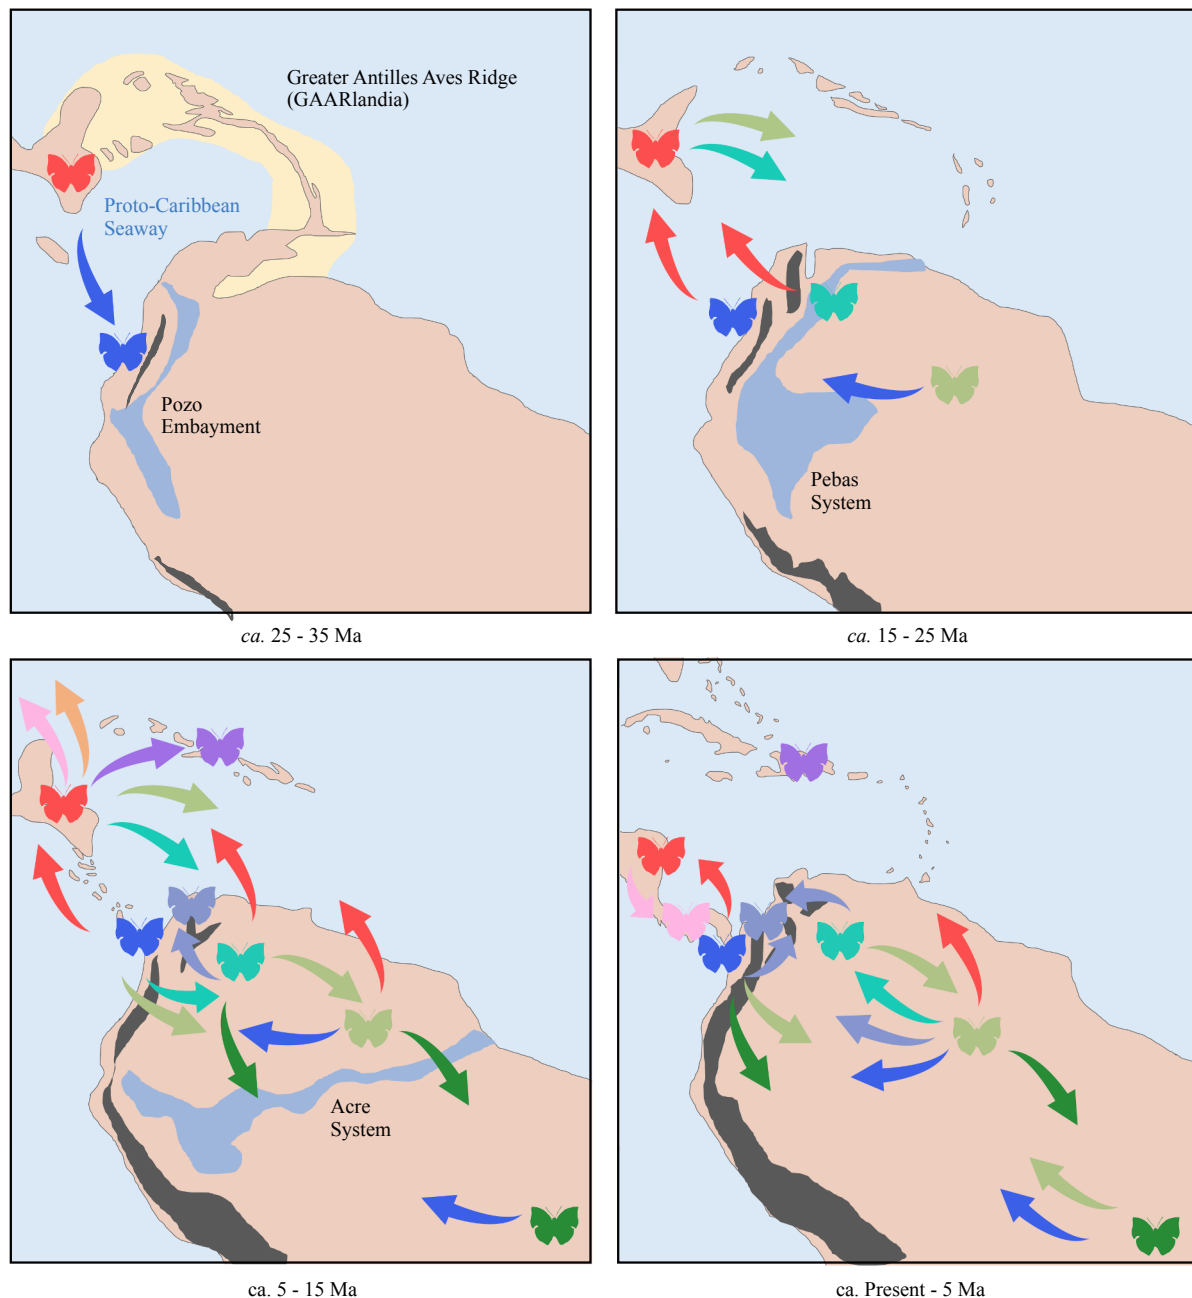 Greater Antilles Aves Ridge
(GAARlandia)
Proto-Caribbean
Seaway
Pozo
Embayment
ca. 25 - 35 Ma
Pebas
System
ca. 15 - 25 Ma
Acre
System
ca. 5 - 15 Ma
ca. Present - 5 Ma